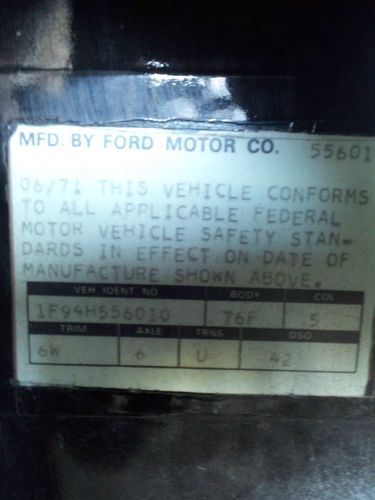 MFD. BY FORD MOTOR CO. 55601
06/71 THIS VEHICLE CONFORMS
TO ALL APPLICABLE FEDERAL
MOTOR VEHICLE SAFETY STAN-
DARDS IN EFFECT ON DATE OF
MANUFACTURE SHOWN ABOVE.
VEH IDENT NO BODY COL
1F94H556010 76F 5
TRIM AXLE TRNS DSO
6W 6 U 42